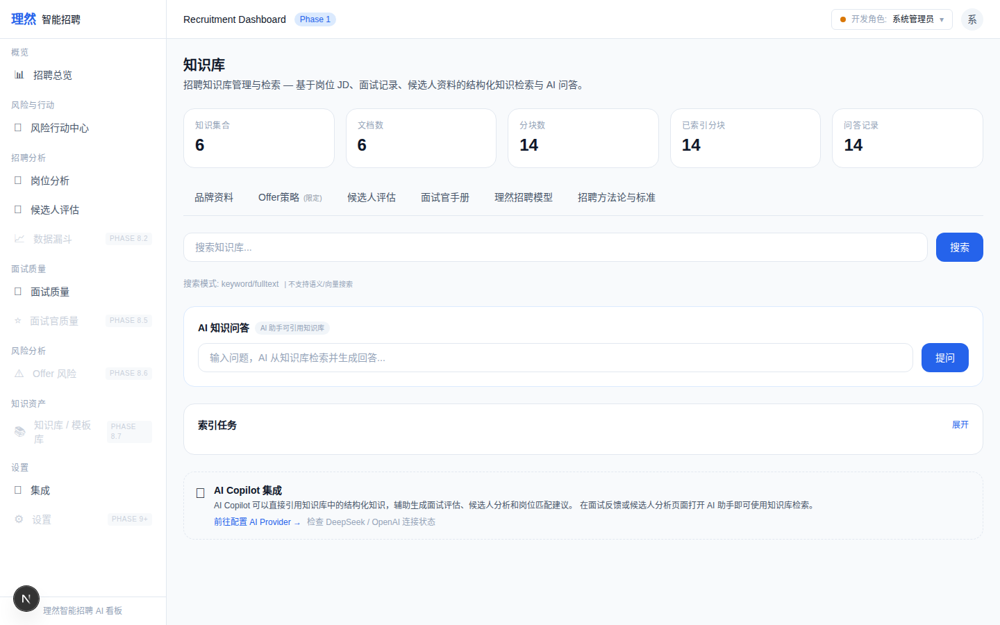 理然 智能招聘
Recruitment Dashboard Phase 1
开发角色: 系统管理员 ▾ 系
概览
招聘总览
风险与行动
风险行动中心
招聘分析
岗位分析
候选人评估
数据漏斗 PHASE 8.2
面试质量
面试质量
面试官质量 PHASE 8.5
风险分析
Offer 风险 PHASE 8.6
知识资产
知识库 / 模板
库
PHASE
8.7
设置
集成
设置 PHASE 9+
理然智能招聘 AI 看板
知识库
招聘知识库管理与检索 — 基于岗位 JD、面试记录、候选人资料的结构化知识检索与 AI 问答。
知识集合
6
文档数
6
分块数
14
已索引分块
14
问答记录
14
品牌资料 Offer策略 (限定) 候选人评估 面试官手册 理然招聘模型 招聘方法论与标准
搜索知识库... 搜索
搜索模式: keyword/fulltext | 不支持语义/向量搜索
AI 知识问答 AI 助手可引用知识库
输入问题，AI 从知识库检索并生成回答... 提问
索引任务 展开
AI Copilot 集成
AI Copilot 可以直接引用知识库中的结构化知识，辅助生成面试评估、候选人分析和岗位匹配建议。 在面试反馈或候选人分析页面打开 AI 助手即可使用知识库检索。
前往配置 AI Provider → 检查 DeepSeek / OpenAI 连接状态